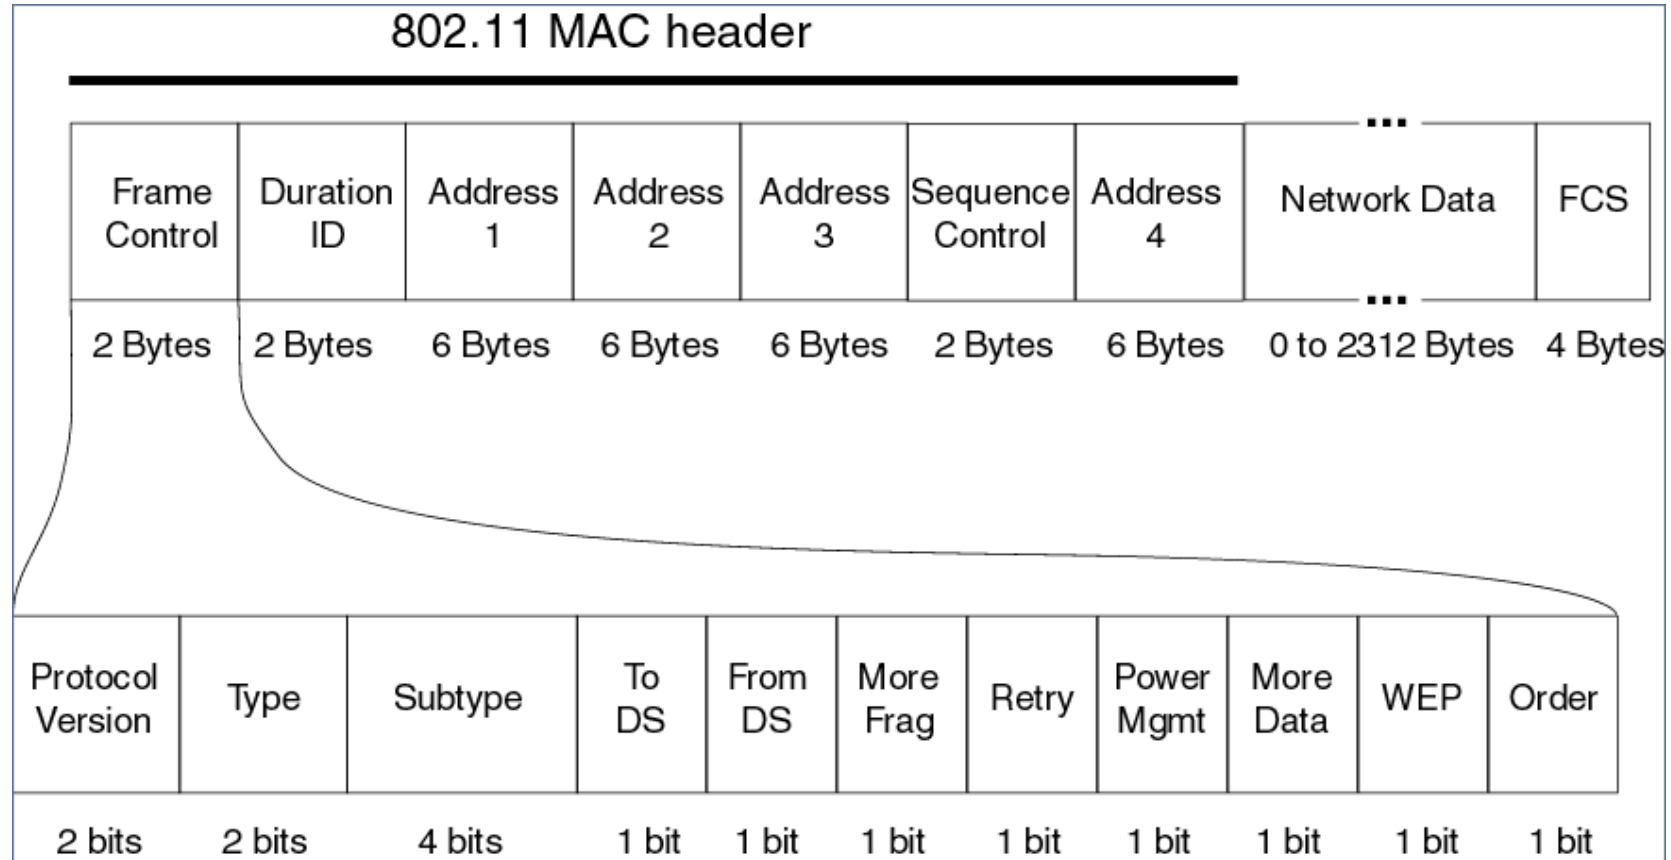 802.11 MAC header
...
Frame Duration Address Address Address Sequence Address Network Data FCS
Control ID 1 2 3 Control 4
...
2 Bytes 2 Bytes 6 Bytes 6 Bytes 6 Bytes 2 Bytes 6 Bytes 0 to 2312 Bytes 4 Bytes
Protocol Version Type Subtype To DS From DS More Frag Retry Power Mgmt More Data WEP Order
2 bits 2 bits 4 bits 1 bit 1 bit 1 bit 1 bit 1 bit 1 bit 1 bit 1 bit